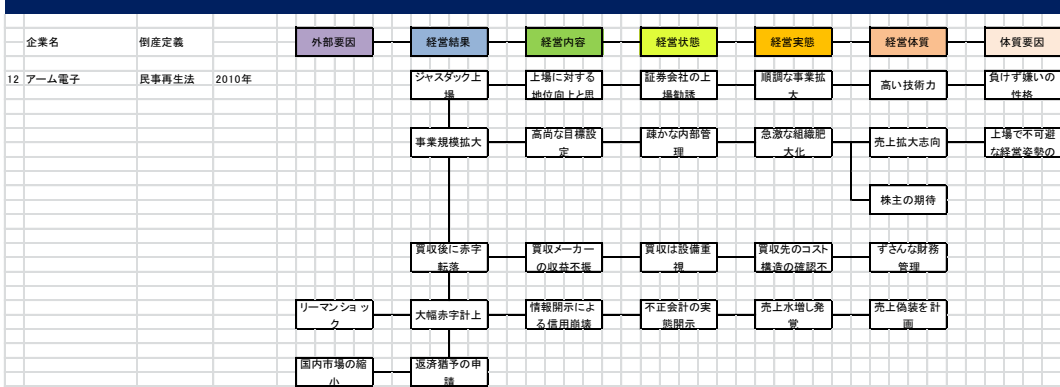 企業名 倒産定義 外部要因 経営結果 経営内容 経営状態 経営実態 経営体質 体質要因
12 アーム電子 民事再生法 2010年
ジャスダック上
場
上場に対する
地位向上と思
証券会社の上
場勧誘
順調な事業拡
大
高い技術力
負けず嫌いの
性格
事業規模拡大
高尚な目標設
定
疎かな内部管
理
急激な組織肥
大化
売上拡大志向
上場で不可避
な経営姿勢の
株主の期待
買収後に赤字
転落
買収メーカー
の収益不振
買収は設備重
視
買収先のコスト
構造の確認不
ずさんな財務
管理
リーマンショッ
ク
大幅赤字計上
情報開示によ
る信用崩壊
不正会計の実
態開示
売上水増し発
覚
売上偽装を計
画
国内市場の縮
小
返済猶予の申
請